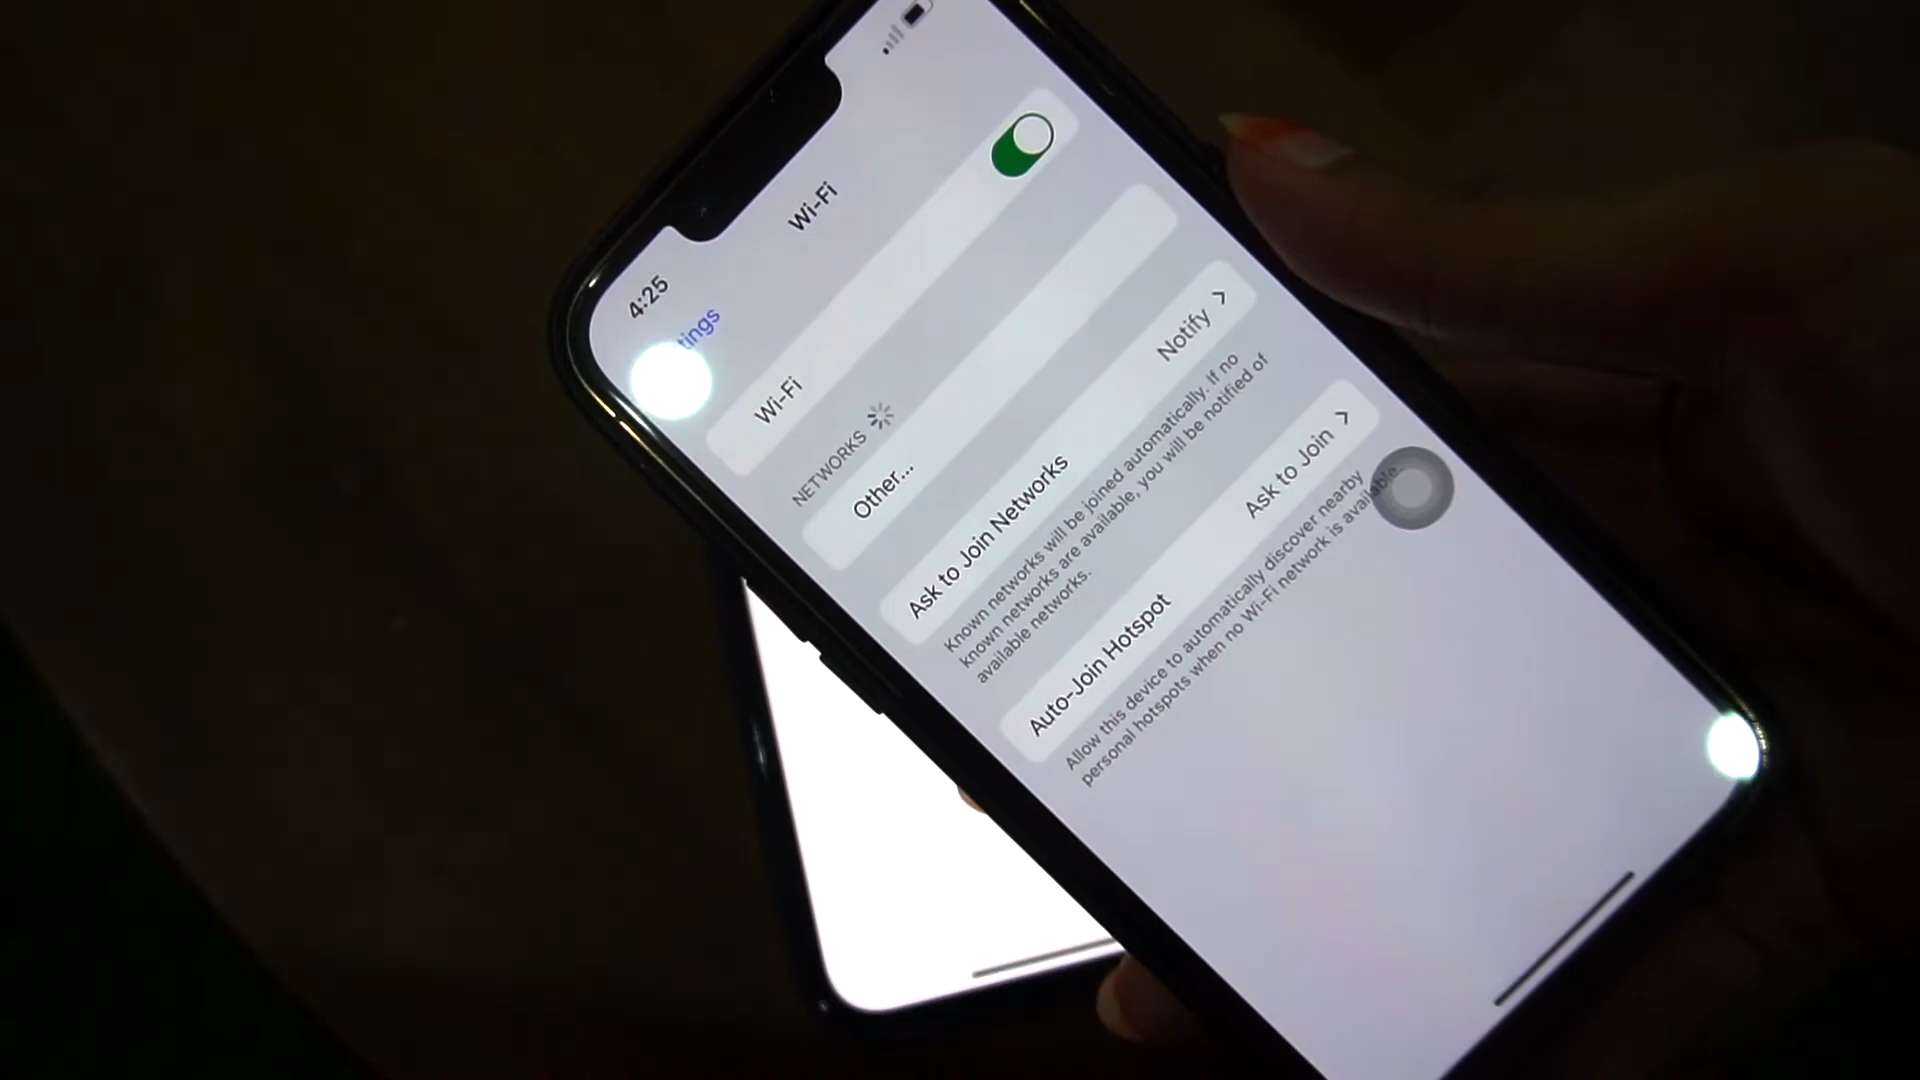 4:25
tings
Wi-Fi
Wi-Fi
NETWORKS
Other...
Ask to Join Networks
Notify
Known networks will be joined automatically. If no
known networks are available, you will be notified of
available networks.
Auto-Join Hotspot
Ask to Join
Allow this device to automatically discover nearby
personal hotspots when no Wi-Fi network is available.